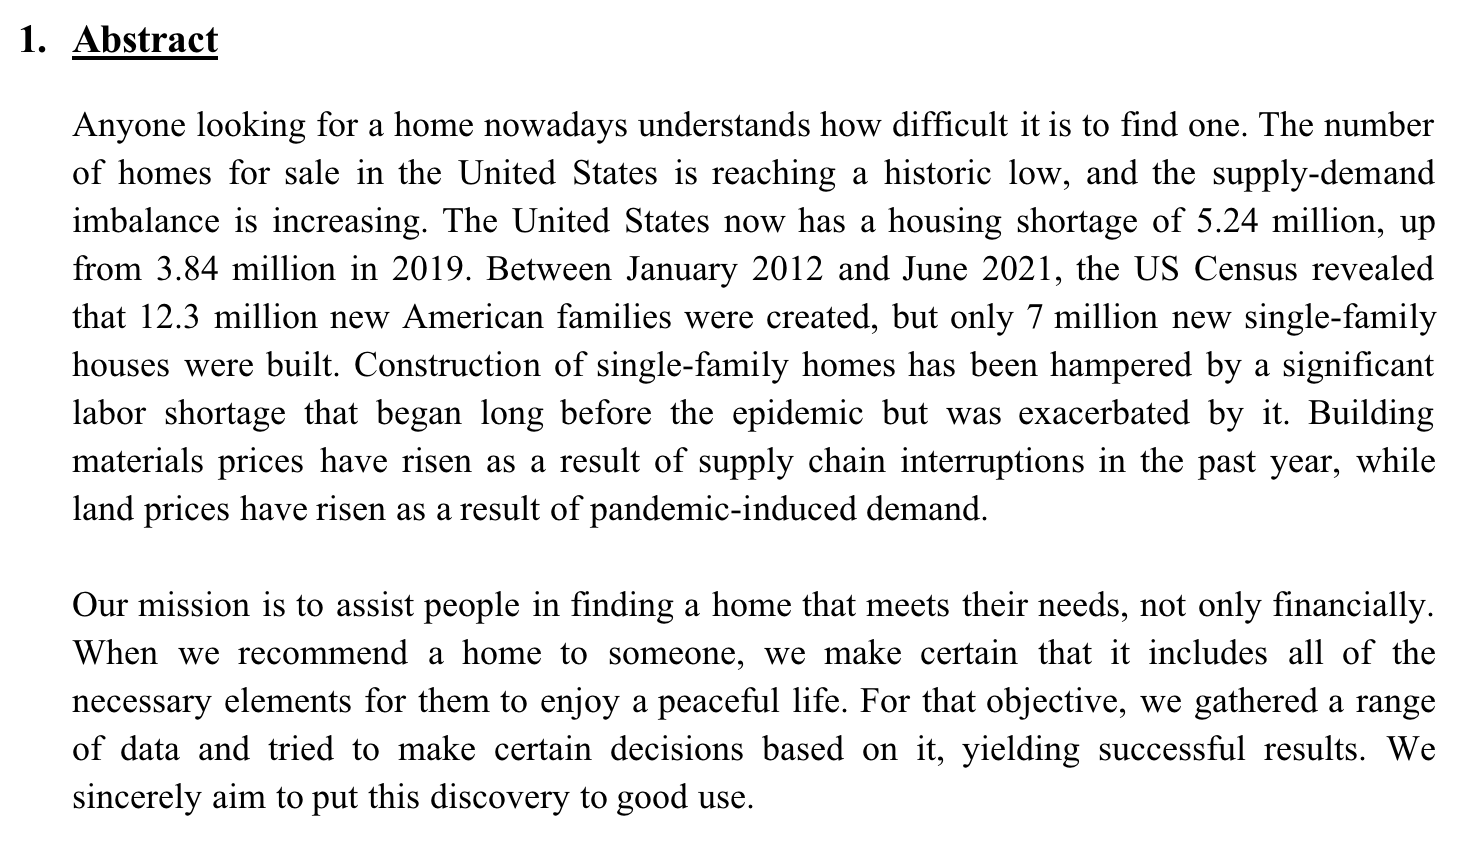 1. Abstract
Anyone looking for a home nowadays understands how difficult it is to find one. The number
of homes for sale in the United States is reaching a historic low, and the supply-demand
imbalance is increasing. The United States now has a housing shortage of 5.24 million, up
from 3.84 million in 2019. Between January 2012 and June 2021, the US Census revealed
that 12.3 million new American families were created, but only 7 million new single-family
houses were built. Construction of single-family homes has been hampered by a significant
labor shortage that began long before the epidemic but was exacerbated by it. Building
materials prices have risen as a result of supply chain interruptions in the past year, while
land prices have risen as a result of pandemic-induced demand.
Our mission is to assist people in finding a home that meets their needs, not only financially.
When we recommend a home to someone, we make certain that it includes all of the
necessary elements for them to enjoy a peaceful life. For that objective, we gathered a range
of data and tried to make certain decisions based on it, yielding successful results. We
sincerely aim to put this discovery to good use.